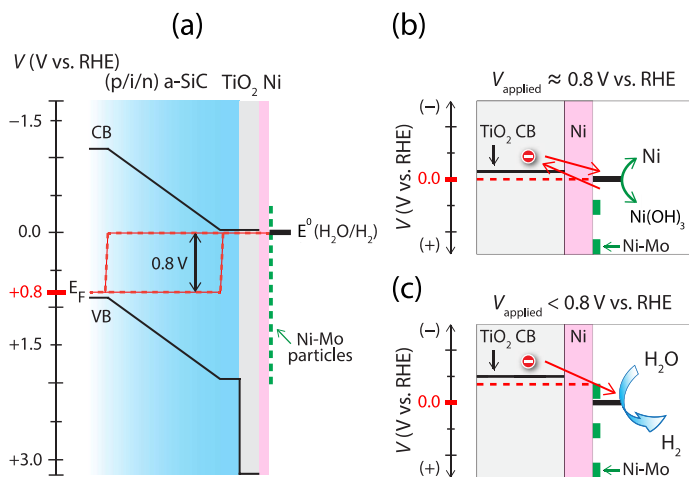 (a)
V (V vs. RHE)
(p/i/n) a-SiC TiO2 Ni
−1.5
CB
0.0
E0 (H2O/H2)
0.8 V
+0.8
EF
VB
Ni-Mo
particles
+1.5
+3.0
(b)
Vapplied ≈ 0.8 V vs. RHE
(−)
Ni
TiO2 CB
Ni
V (V vs. RHE)
0.0
Ni(OH)3
(+)
Ni-Mo
(c)
Vapplied < 0.8 V vs. RHE
(−)
Ni
TiO2 CB
H2O
V (V vs. RHE)
0.0
H2
(+)
Ni-Mo